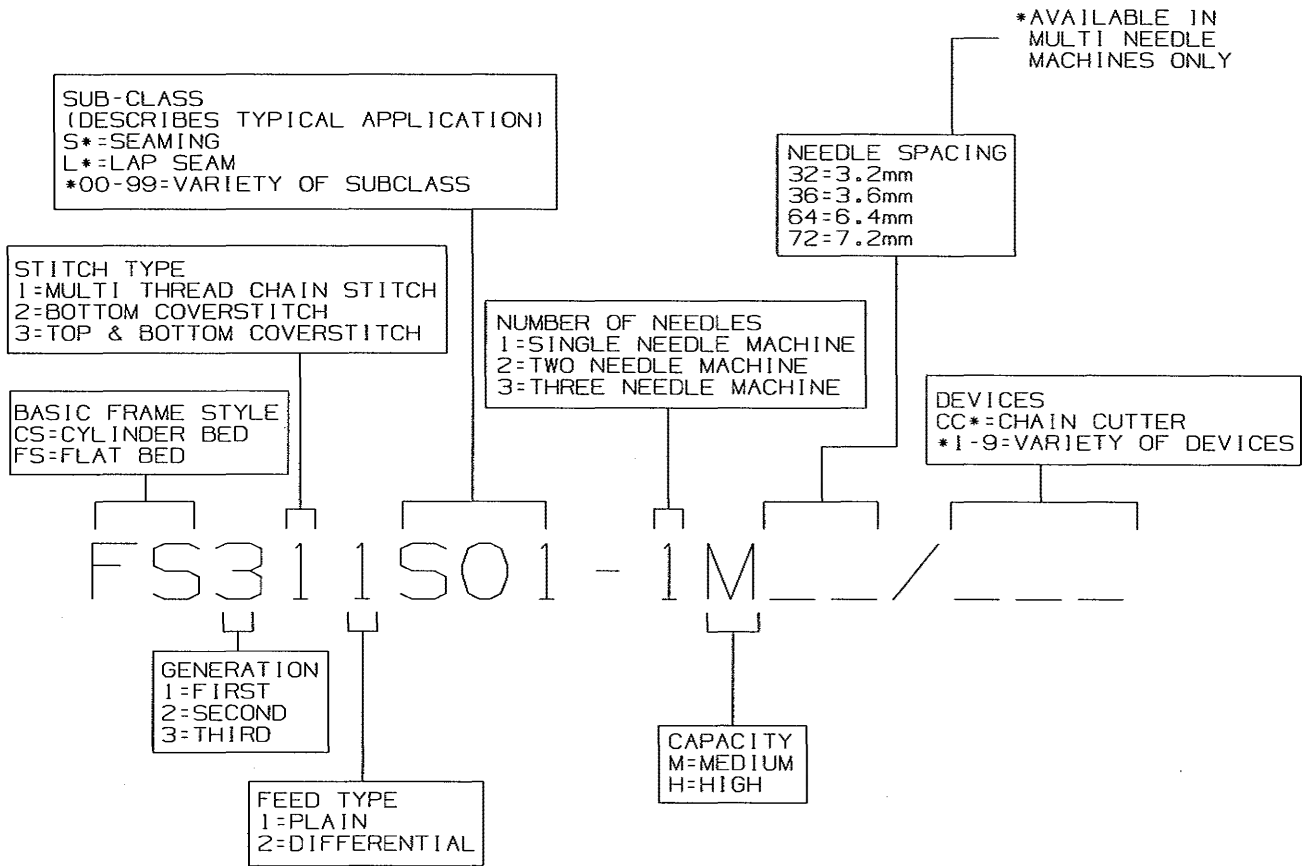 *AVAILABLE IN
MULTI NEEDLE
MACHINES ONLY
SUB-CLASS
(DESCRIBES TYPICAL APPLICATION)
S*=SEAMING
L*=LAP SEAM
*00-99=VARIETY OF SUBCLASS
NEEDLE SPACING
32=3.2mm
36=3.6mm
64=6.4mm
72=7.2mm
STITCH TYPE
1=MULTI THREAD CHAIN STITCH
2=BOTTOM COVERSTITCH
3=TOP & BOTTOM COVERSTITCH
NUMBER OF NEEDLES
1=SINGLE NEEDLE MACHINE
2=TWO NEEDLE MACHINE
3=THREE NEEDLE MACHINE
BASIC FRAME STYLE
CS=CYLINDER BED
FS=FLAT BED
DEVICES
CC*=CHAIN CUTTER
*1-9=VARIETY OF DEVICES
FS311S01-1M__/___
GENERATION
1=FIRST
2=SECOND
3=THIRD
CAPACITY
M=MEDIUM
H=HIGH
FEED TYPE
1=PLAIN
2=DIFFERENTIAL